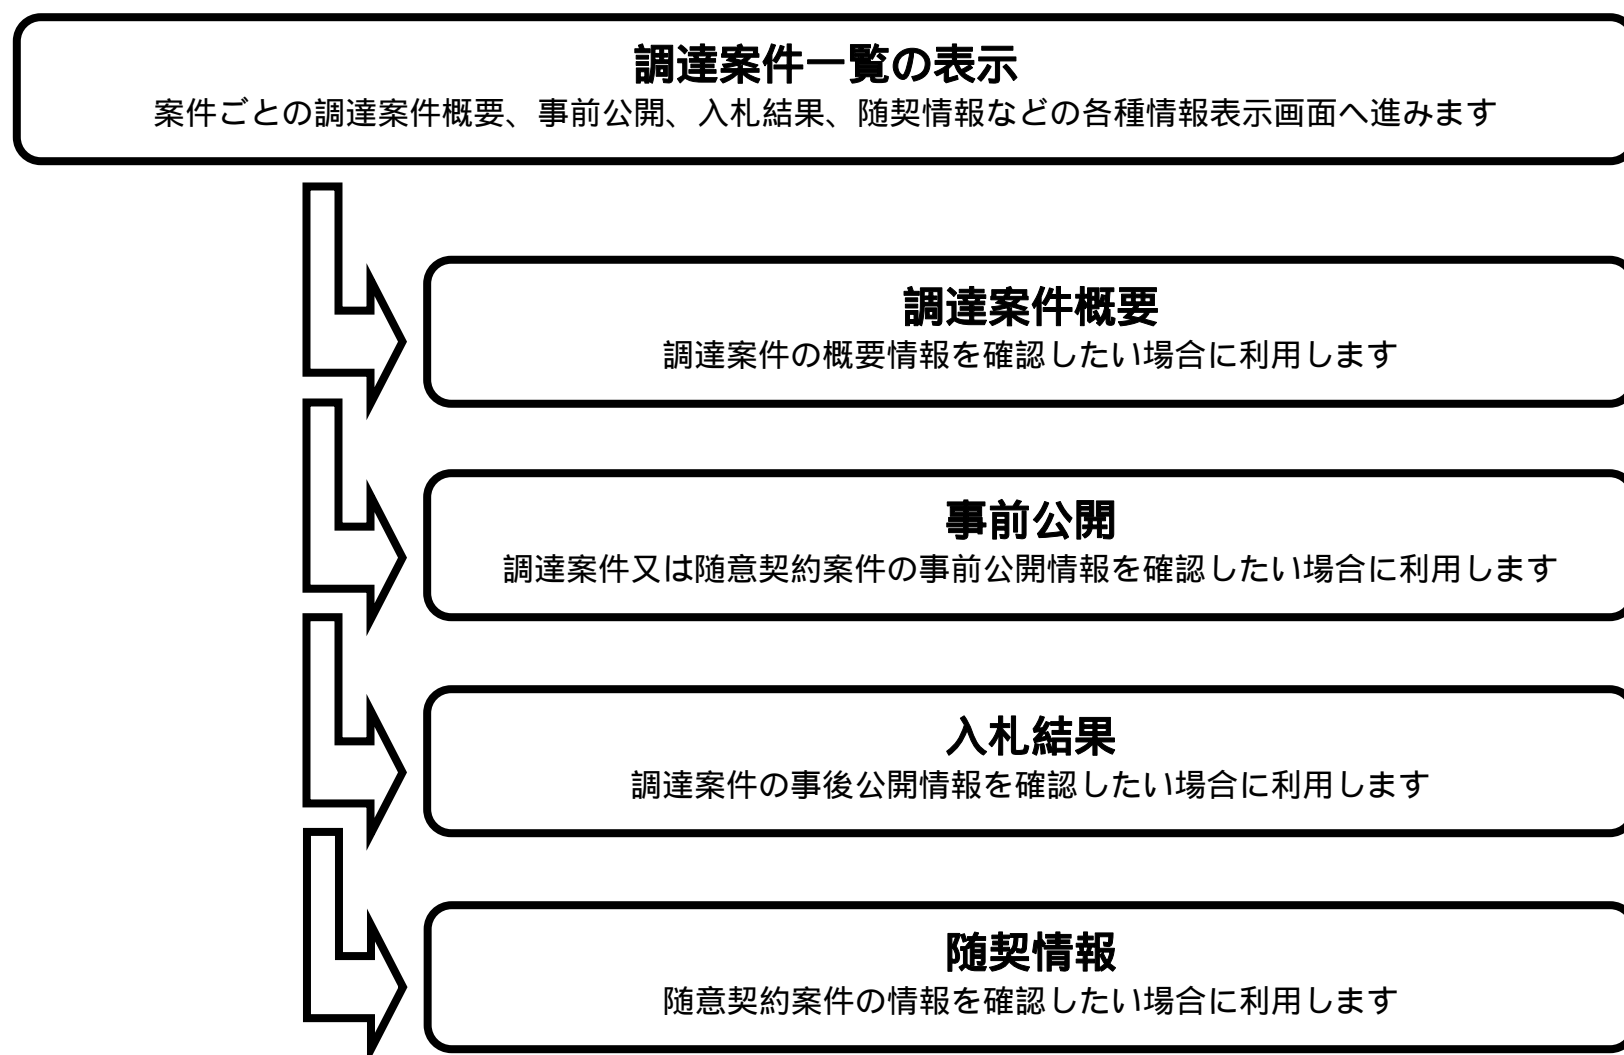 調達案件一覧の表示
案件ごとの調達案件概要、事前公開、入札結果、随契情報などの各種情報表示画面へ進みます
調達案件概要
調達案件の概要情報を確認したい場合に利用します
事前公開
調達案件又は随意契約案件の事前公開情報を確認したい場合に利用します
入札結果
調達案件の事後公開情報を確認したい場合に利用します
随契情報
随意契約案件の情報を確認したい場合に利用します